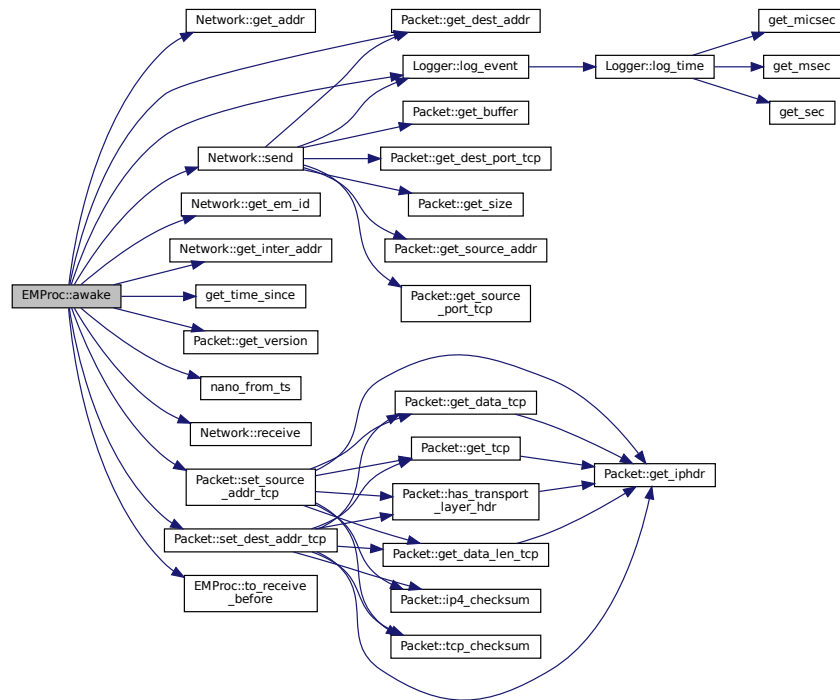 EMProc::awake
Network::get_addr
Packet::get_dest_addr
Logger::log_event
Logger::log_time
get_micsec
get_msec
get_sec
Network::send
Packet::get_buffer
Packet::get_dest_port_tcp
Packet::get_size
Packet::get_source_addr
Packet::get_source
_port_tcp
Network::get_em_id
Network::get_inter_addr
get_time_since
Packet::get_version
nano_from_ts
Network::receive
Packet::set_source
_addr_tcp
Packet::set_dest_addr_tcp
EMProc::to_receive
_before
Packet::get_data_tcp
Packet::get_tcp
Packet::has_transport
_layer_hdr
Packet::get_data_len_tcp
Packet::ip4_checksum
Packet::tcp_checksum
Packet::get_iphdr